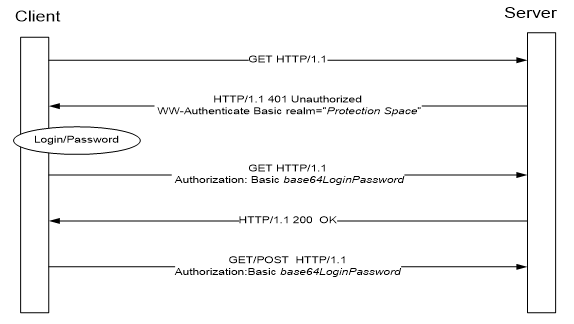 Client
Server
GET HTTP/1.1
HTTP/1.1 401 Unauthorized
WW-Authenticate Basic realm="Protection Space"
Login/Password
GET HTTP/1.1
Authorization: Basic base64LoginPassword
HTTP/1.1 200 OK
GET/POST HTTP/1.1
Authorization:Basic base64LoginPassword